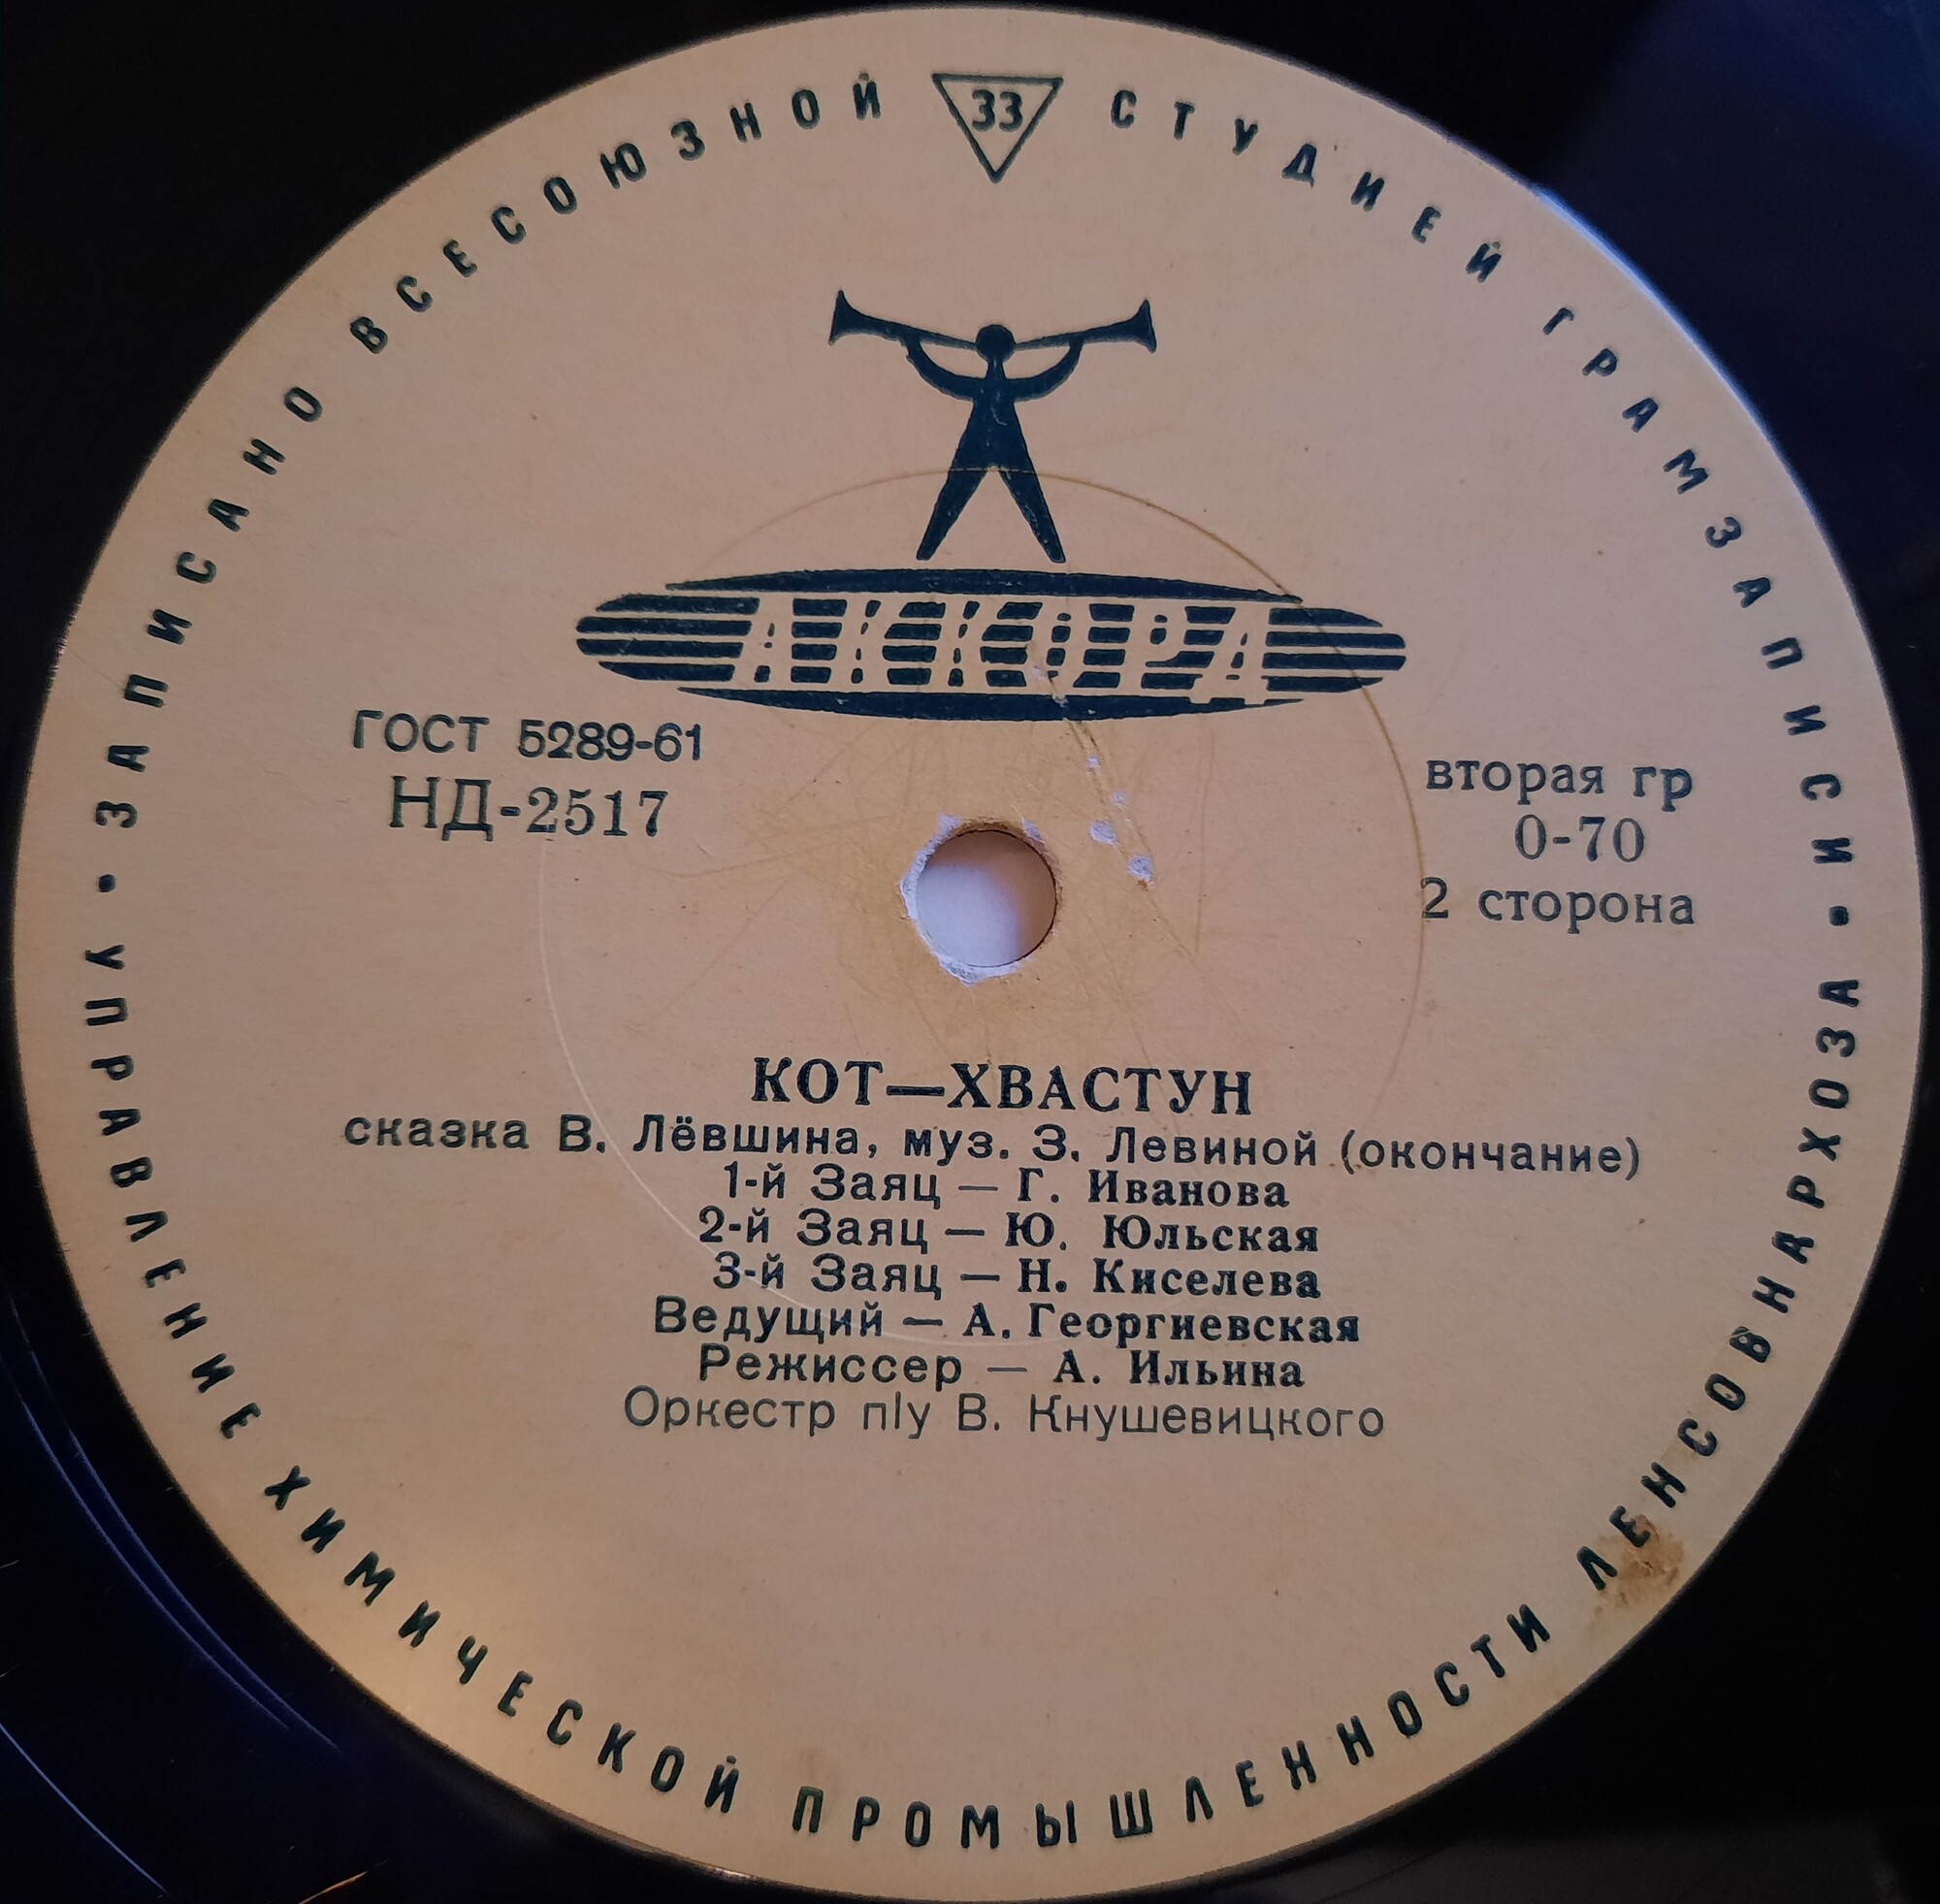 ЗАПИСАНО ВСЕСОЮЗНОЙ СТУДИЕЙ ГРАМЗАПИСИ
33
АККОРД
ГОСТ 5289-61
НД-2517
вторая гр
0-70
2 сторона
КОТ—ХВАСТУН
сказка В. Лёвшина, муз. З. Левиной (окончание)
1-й Заяц — Г. Иванова
2-й Заяц — Ю. Юльская
3-й Заяц — Н. Киселева
Ведущий — А. Георгиевская
Режиссер — А. Ильина
Оркестр п/у В. Кнушевицкого
• УПРАВЛЕНИЕ ХИМИЧЕСКОЙ ПРОМЫШЛЕННОСТИ ЛЕНСОВНАРХОЗА •